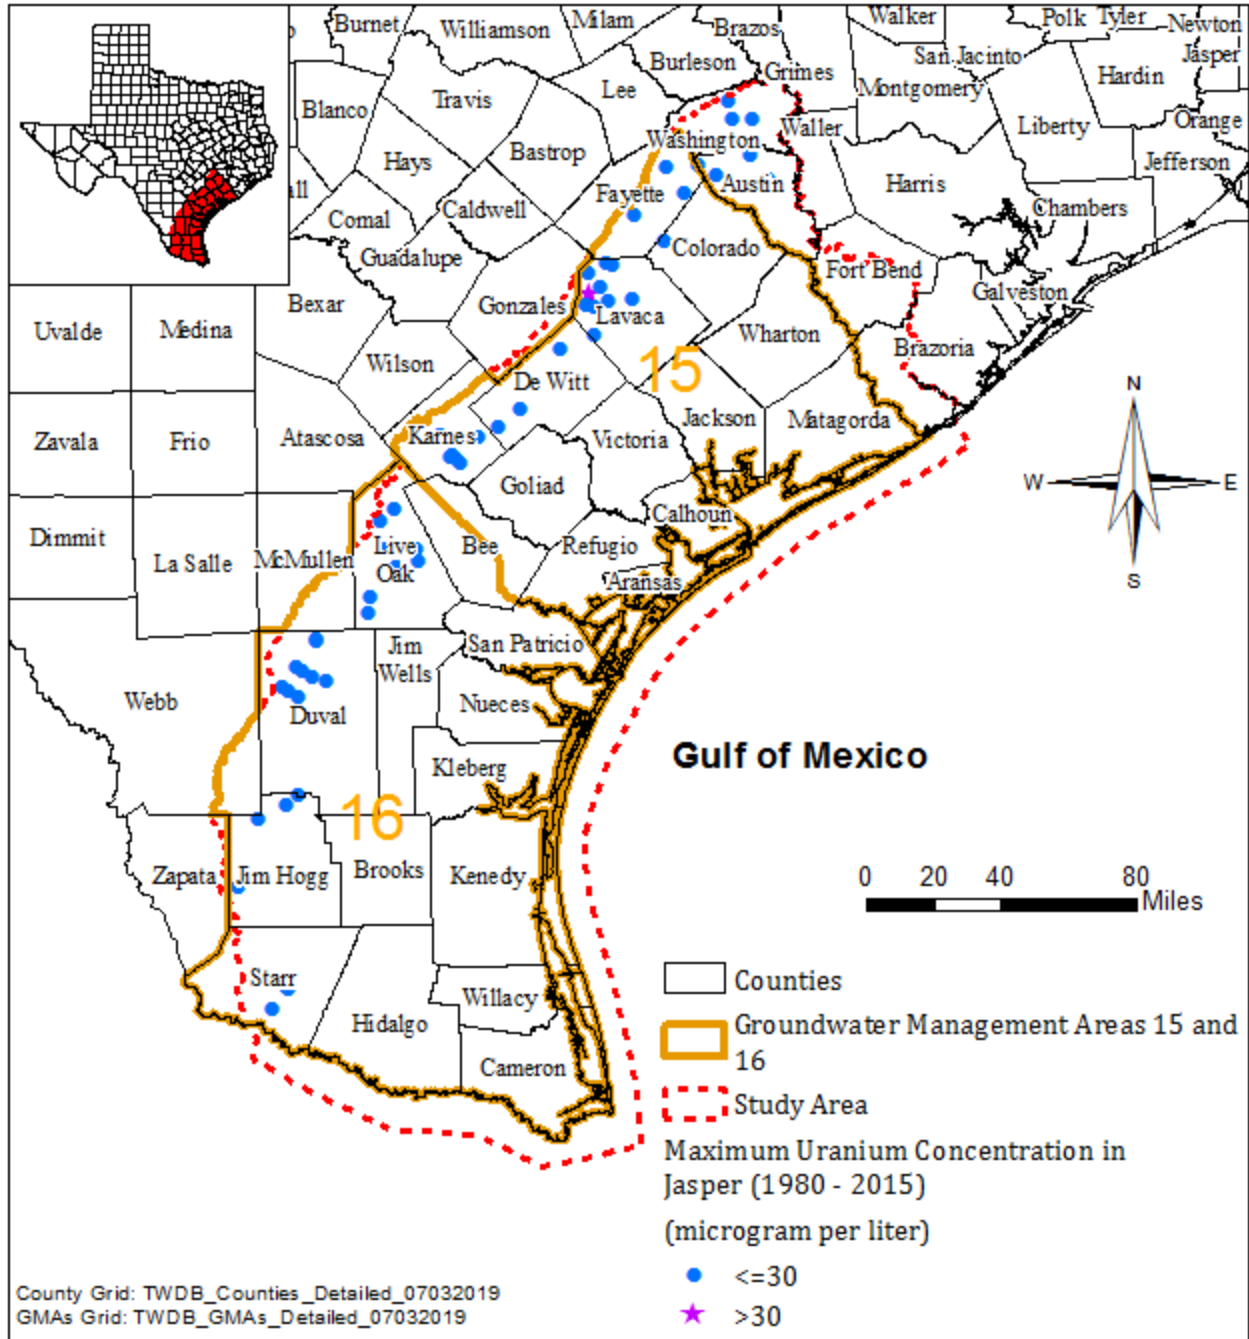 Burnet
Williamson
Milam
Brazos
Walker
Polk
Tyler
Newton
San Jacinto
Jasper
Burleson
Grimes
Montgomery
Hardin
Blanco
Travis
Lee
Liberty
Orange
Washington
Waller
Hays
Bastrop
Jefferson
all
Fayette
Austin
Harris
Comal
Caldwell
Chambers
Guadalupe
Colorado
Fort Bend
Bexar
Gonzales
Lavaca
Galveston
Uvalde
Medina
Wharton
Brazoria
Wilson
De Witt
15
Zavala
Frio
Atascosa
Karnes
Victoria
Jackson
Matagorda
Goliad
Calhoun
Dimmit
La Salle
McMullen
Live
Oak
Bee
Refugio
Aransas
N
W
E
S
San Patricio
Jim
Wells
Webb
Duval
Nueces
Gulf of Mexico
Kleberg
16
Zapata
Jim Hogg
Brooks
Kenedy
0 20 40 80
Miles
Starr
Willacy
Hidalgo
Cameron
Counties
Groundwater Management Areas 15 and
16
Study Area
Maximum Uranium Concentration in
Jasper (1980 - 2015)
(microgram per liter)
<=30
>30
County Grid: TWDB_Counties_Detailed_07032019
GMAs Grid: TWDB_GMAs_Detailed_07032019